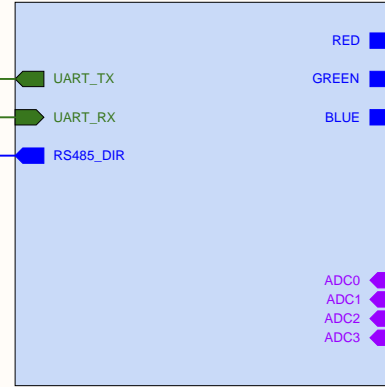 RED
UART_TX
GREEN
UART_RX
BLUE
RS485_DIR
ADC0
ADC1
ADC2
ADC3